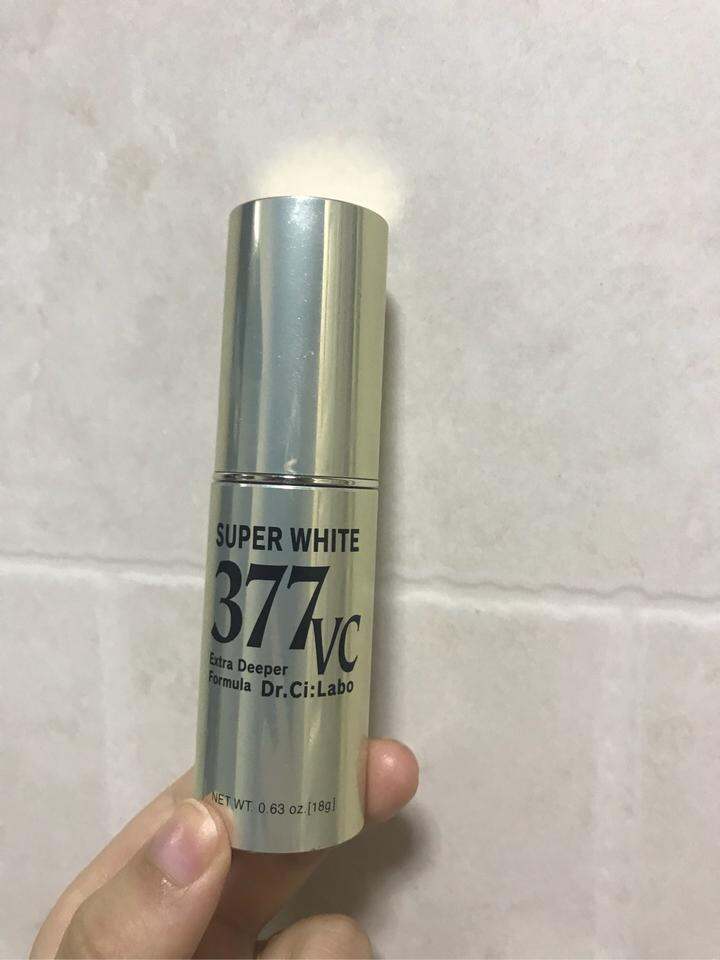 SUPER WHITE
377VC
Extra Deeper
Formula Dr.Ci:Labo
NET WT. 0.63 oz.[18g]